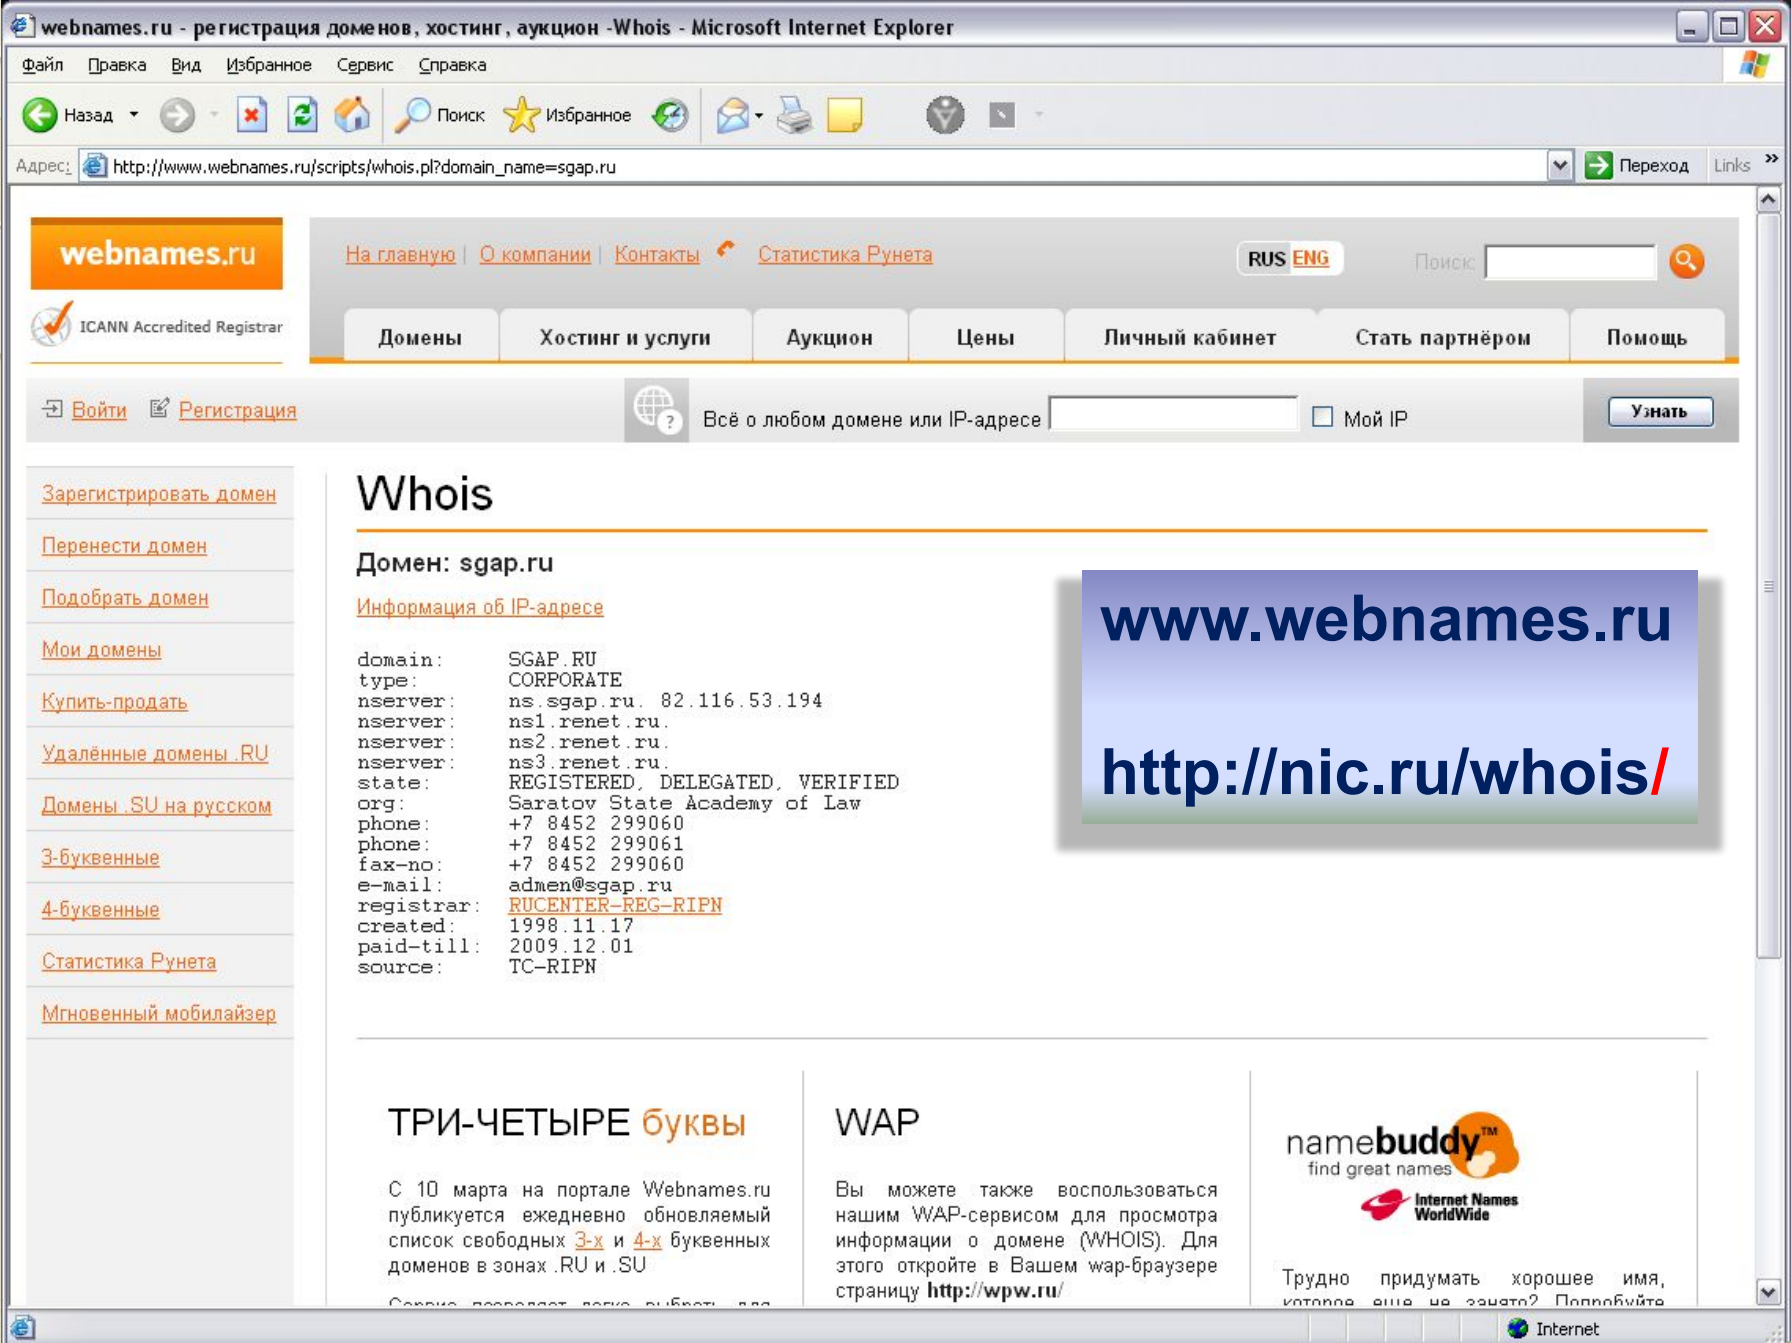 webnames.ru - регистрация доменов, хостинг, аукцион -Whois - Microsoft Internet Explorer
Файл Правка Вид Избранное Сервис Справка
Назад Поиск Избранное
Адрес: http://www.webnames.ru/scripts/whois.pl?domain_name=sgap.ru Переход Links »
webnames.ru
На главную | О компании | Контакты Статистика Рунета RUS ENG Поиск:
ICANN Accredited Registrar
Домены Хостинг и услуги Аукцион Цены Личный кабинет Стать партнёром Помощь
Войти Регистрация ? Всё о любом домене или IP-адресе Мой IP Узнать
Зарегистрировать домен
Перенести домен
Подобрать домен
Мои домены
Купить-продать
Удалённые домены .RU
Домены .SU на русском
3-буквенные
4-буквенные
Статистика Рунета
Мгновенный мобилайзер
Whois
Домен: sgap.ru
Информация об IP-адресе
domain: SGAP.RU
type: CORPORATE
nserver: ns.sgap.ru. 82.116.53.194
nserver: ns1.renet.ru.
nserver: ns2.renet.ru.
nserver: ns3.renet.ru.
state: REGISTERED, DELEGATED, VERIFIED
org: Saratov State Academy of Law
phone: +7 8452 299060
phone: +7 8452 299061
fax-no: +7 8452 299060
e-mail: admen@sgap.ru
registrar: RUCENTER-REG-RIPN
created: 1998.11.17
paid-till: 2009.12.01
source: TC-RIPN
www.webnames.ru
http://nic.ru/whois/
ТРИ-ЧЕТЫРЕ буквы
С 10 марта на портале Webnames.ru
публикуется ежедневно обновляемый
список свободных 3-х и 4-х буквенных
доменов в зонах .RU и .SU
Сервис позволяет легко выбрать для
WAP
Вы можете также воспользоваться
нашим WAP-сервисом для просмотра
информации о домене (WHOIS). Для
этого откройте в Вашем wap-браузере
страницу http://wpw.ru/
namebuddy™
find great names
Internet Names
WorldWide
Трудно придумать хорошее имя,
которое еще не занято? Попробуйте
Internet